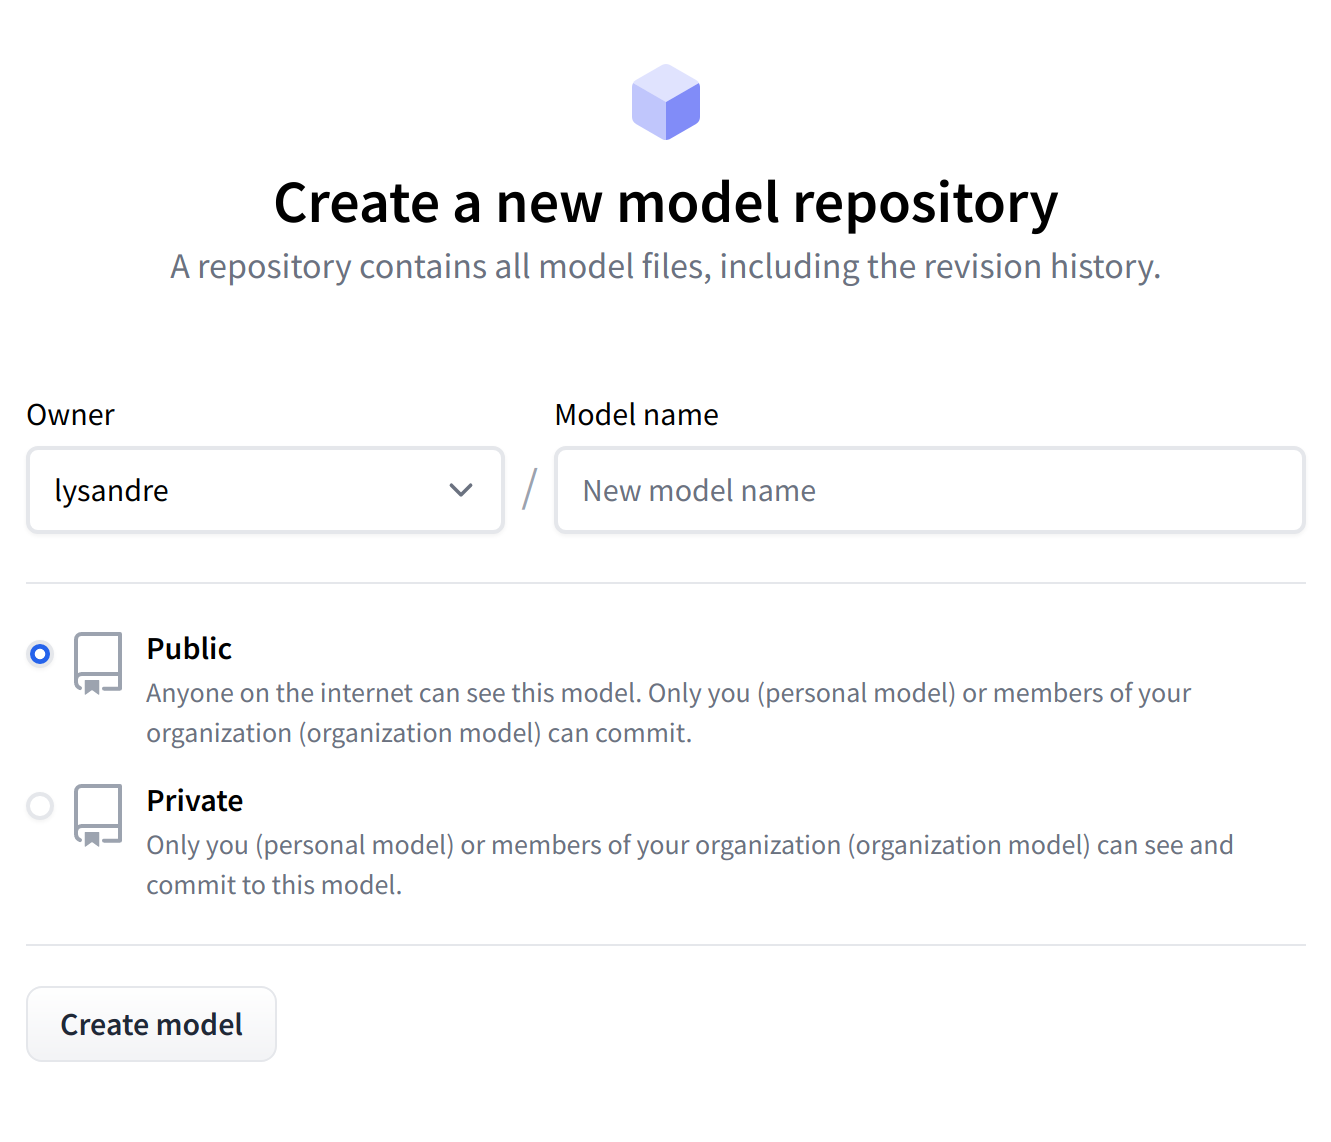 Create a new model repository
A repository contains all model files, including the revision history.
Owner
Model name
lysandre
/
New model name
Public
Anyone on the internet can see this model. Only you (personal model) or members of your
organization (organization model) can commit.
Private
Only you (personal model) or members of your organization (organization model) can see and
commit to this model.
Create model